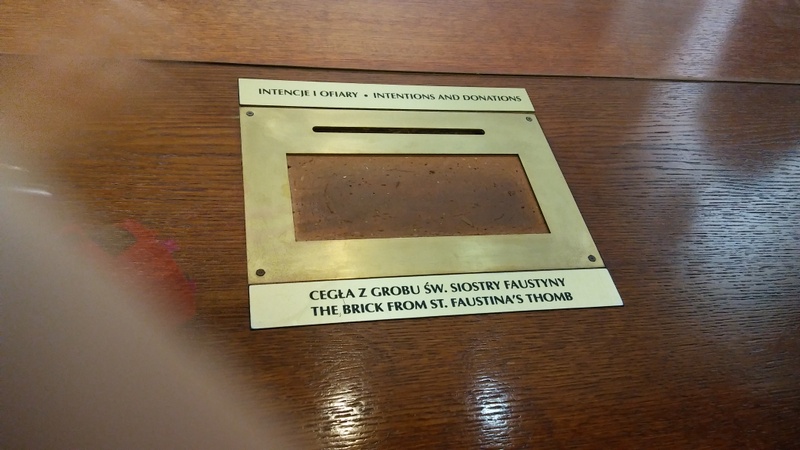 INTENCJE I OFIARY • INTENTIONS AND DONATIONS
CEGŁA Z GROBU ŚW. SIOSTRY FAUSTYNY
THE BRICK FROM ST. FAUSTINA'S THOMB